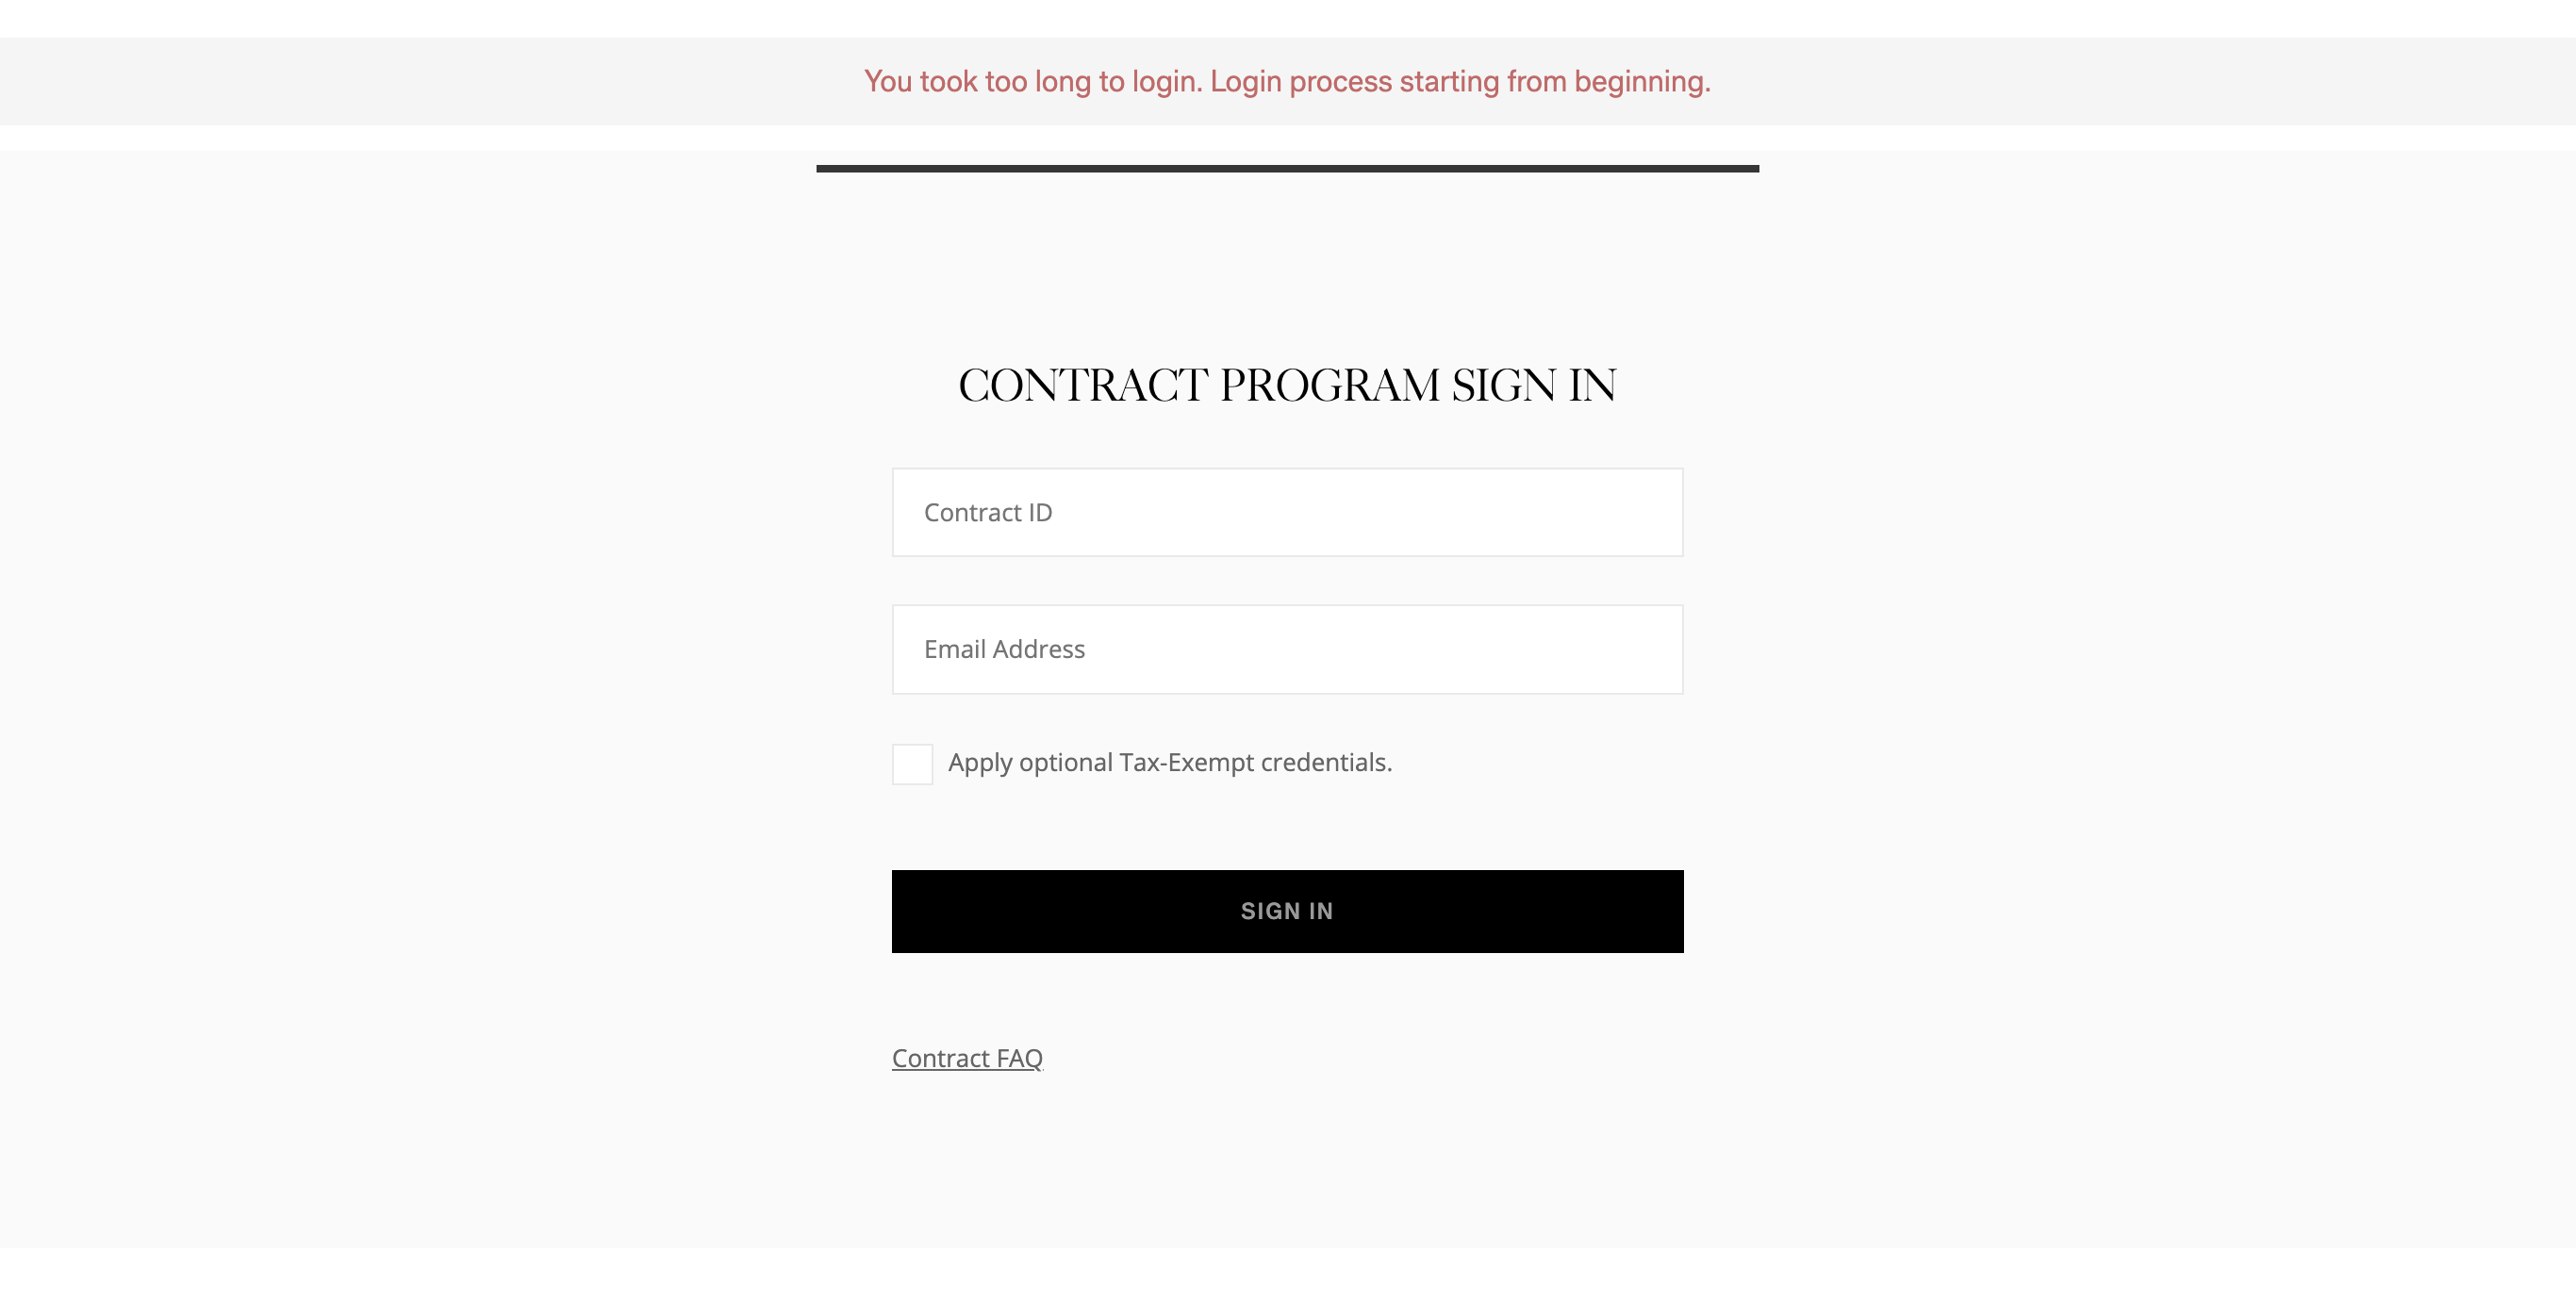 You took too long to login. Login process starting from beginning.
CONTRACT PROGRAM SIGN IN
Contract ID
Email Address
Apply optional Tax-Exempt credentials.
SIGN IN
Contract FAQ